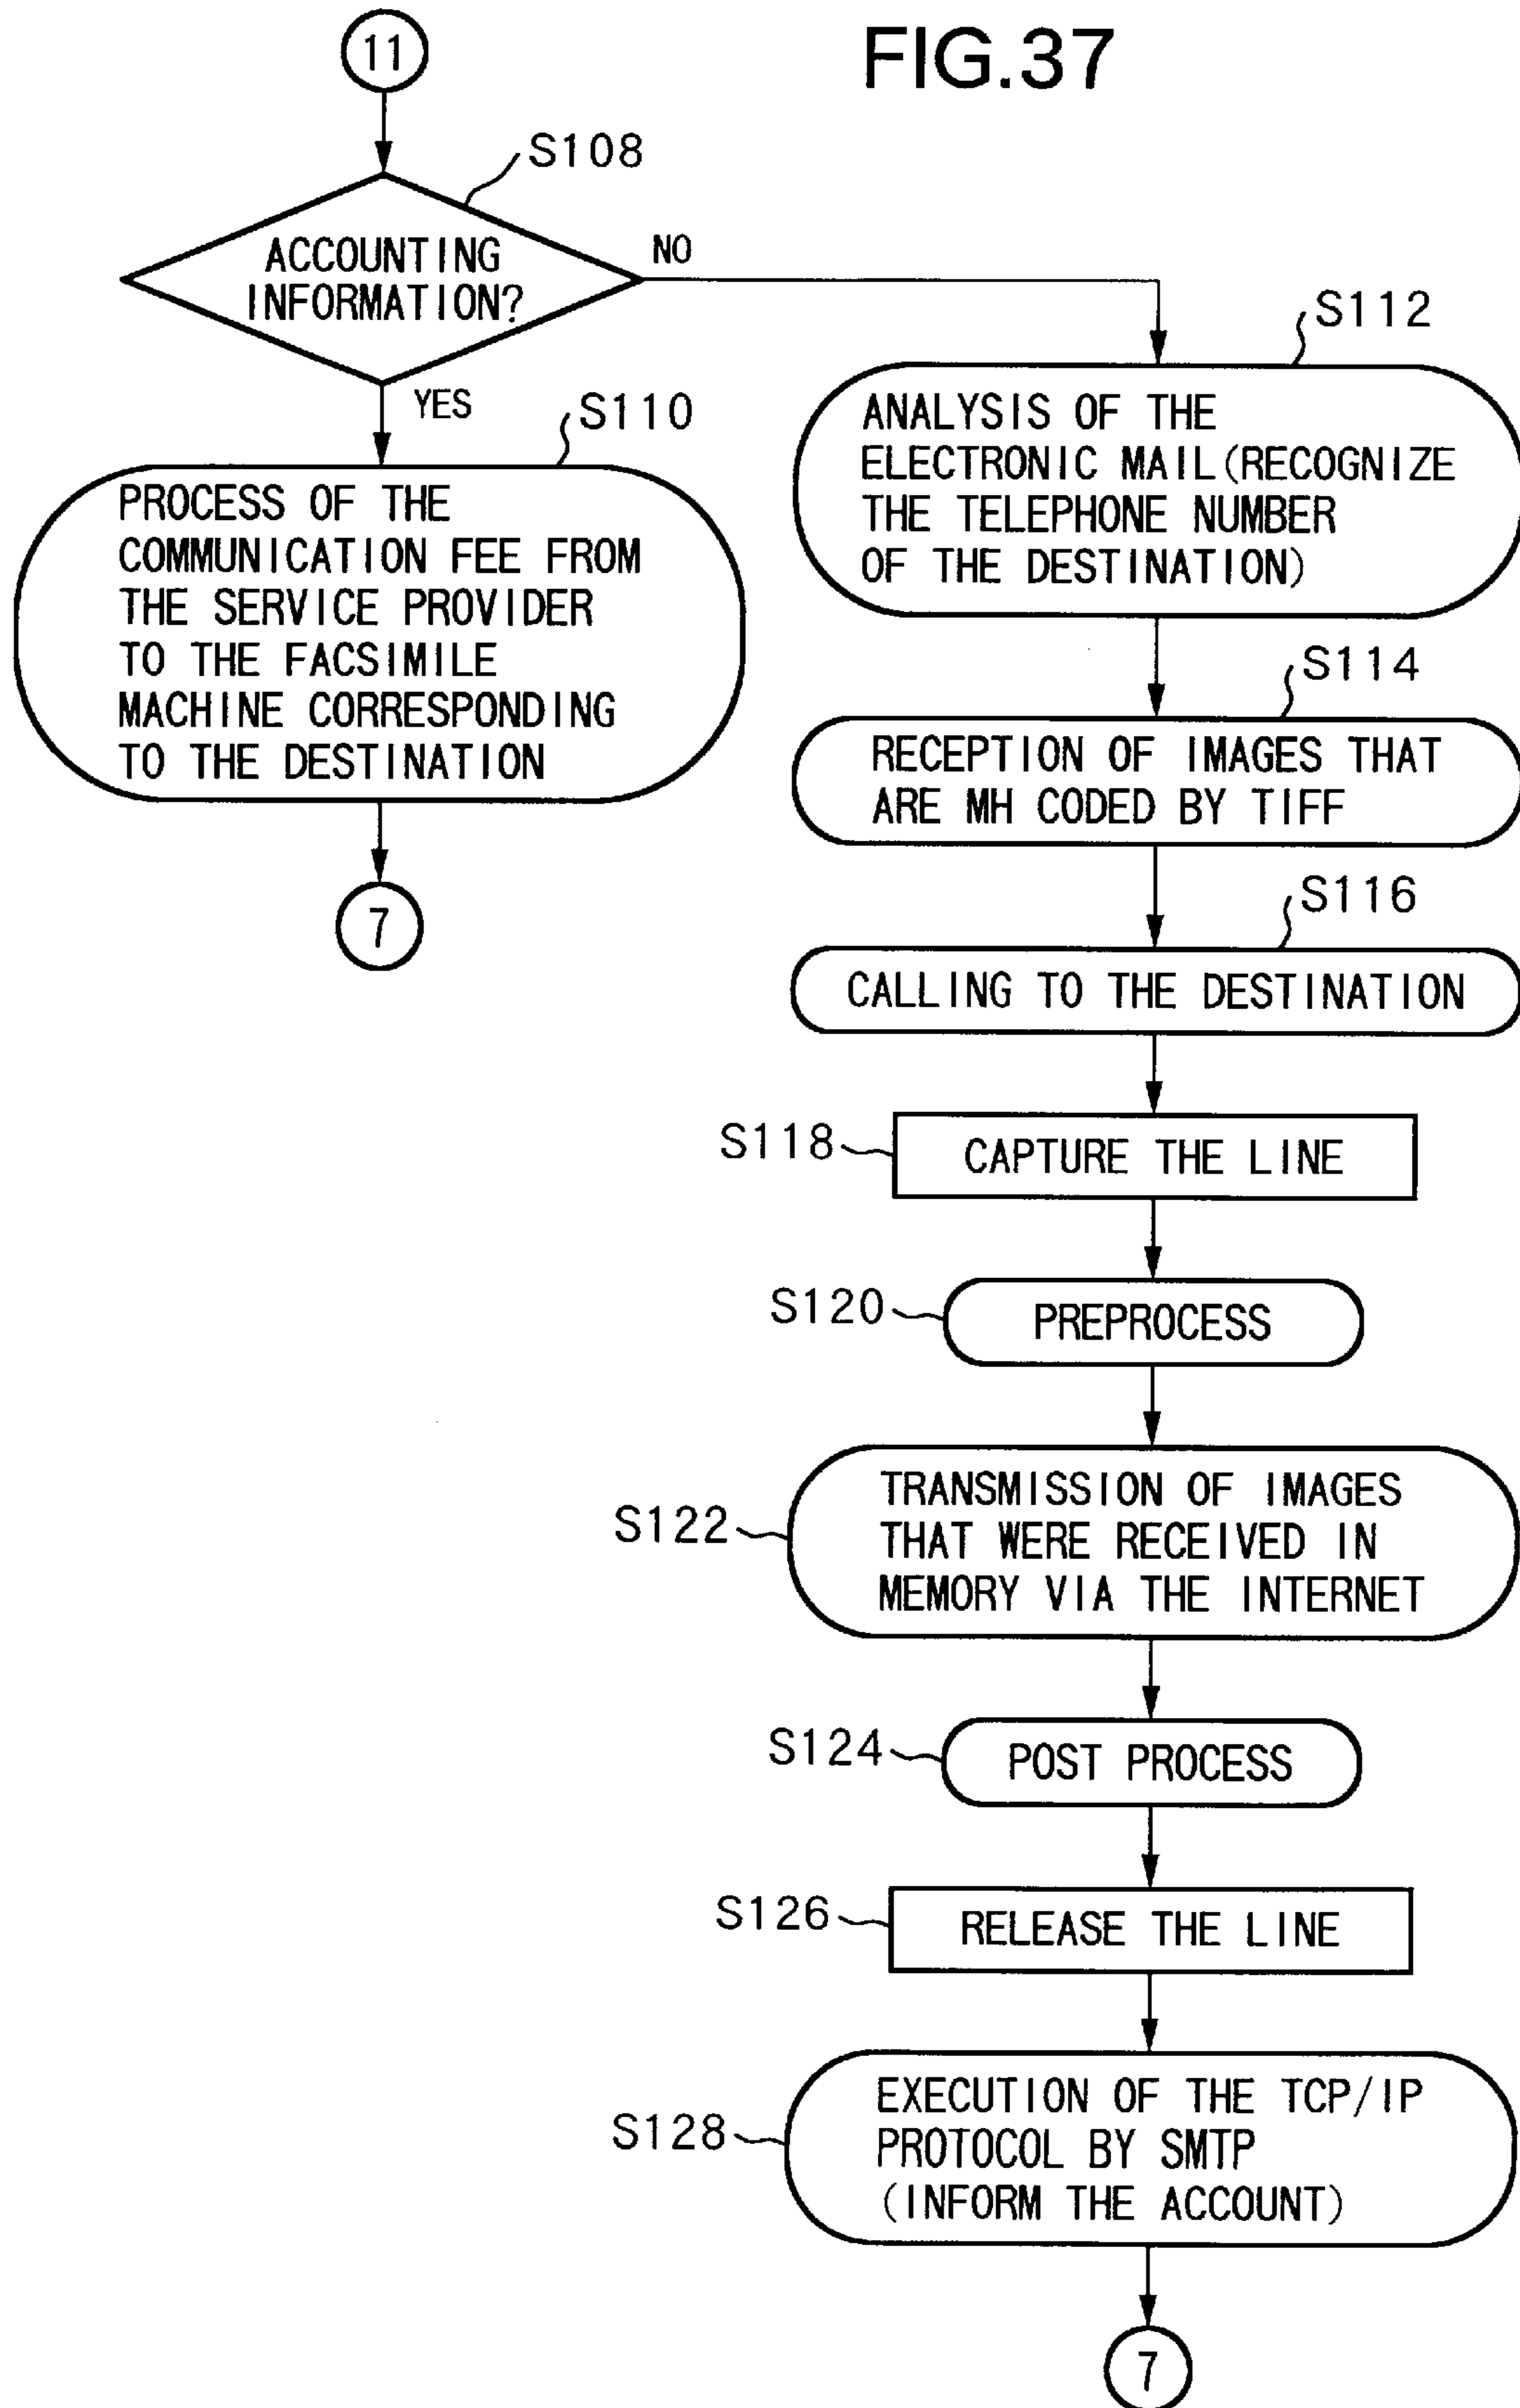 FIG.37
11
S108
ACCOUNTING
INFORMATION?
NO
YES
S110
PROCESS OF THE
COMMUNICATION FEE FROM
THE SERVICE PROVIDER
TO THE FACSIMILE
MACHINE CORRESPONDING
TO THE DESTINATION
7
S112
ANALYSIS OF THE
ELECTRONIC MAIL(RECOGNIZE
THE TELEPHONE NUMBER
OF THE DESTINATION)
S114
RECEPTION OF IMAGES THAT
ARE MH CODED BY TIFF
S116
CALLING TO THE DESTINATION
S118
CAPTURE THE LINE
S120
PREPROCESS
S122
TRANSMISSION OF IMAGES
THAT WERE RECEIVED IN
MEMORY VIA THE INTERNET
S124
POST PROCESS
S126
RELEASE THE LINE
S128
EXECUTION OF THE TCP/IP
PROTOCOL BY SMTP
(INFORM THE ACCOUNT)
7